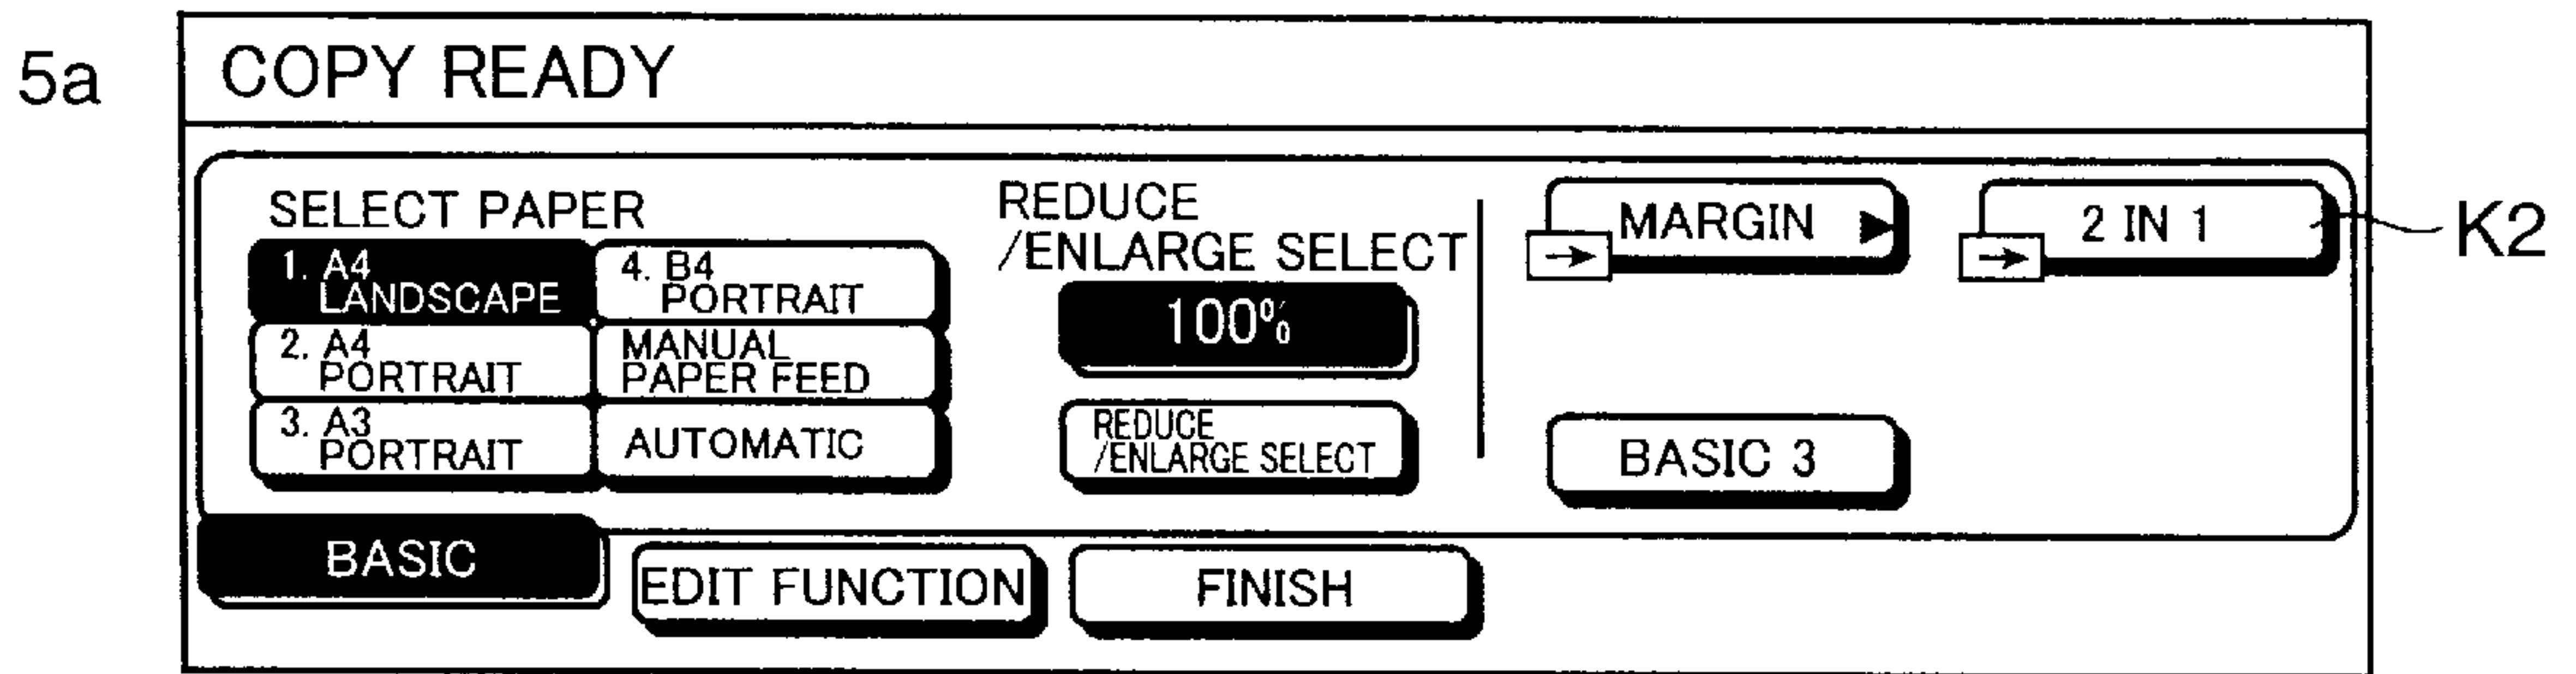 5a
COPY READY
SELECT PAPER
1. A4
LANDSCAPE
4. B4
PORTRAIT
2. A4
PORTRAIT
MANUAL
PAPER FEED
3. A3
PORTRAIT
AUTOMATIC
REDUCE
/ENLARGE SELECT
100%
REDUCE
/ENLARGE SELECT
MARGIN
2 IN 1
K2
BASIC 3
BASIC
EDIT FUNCTION
FINISH